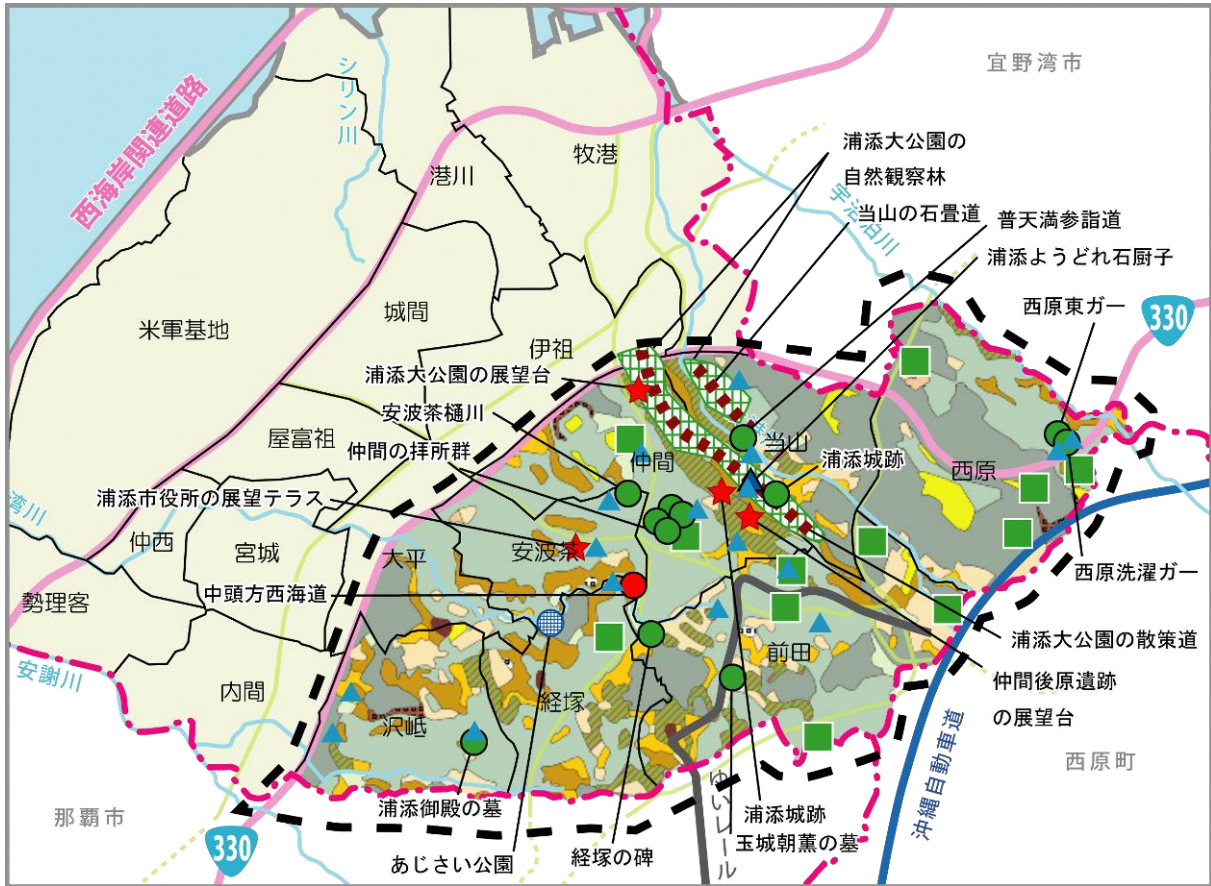 宜野湾市
シリン川
西海岸関連道路
牧港
浦添大公園の
自然観察林
港川
宇治泊川
当山の石畳道
普天満参詣道
浦添ようどれ石厨子
西原東ガー
330
城間
米軍基地
伊祖
浦添大公園の展望台
安波茶樋川
屋富祖
仲間の拝所群
仲間
当山
浦添城跡
西原
浦添市役所の展望テラス
湾川
仲西
宮城
大平
安波茶
西原洗濯ガー
中頭方西海道
勢理客
浦添大公園の散策道
前田
安謝川
内間
経塚
仲間後原遺跡
の展望台
沢岻
西原町
沖縄自動車道
ゆいレール
浦添御殿の墓
浦添城跡
那覇市
玉城朝薫の墓
330
あじさい公園
経塚の碑